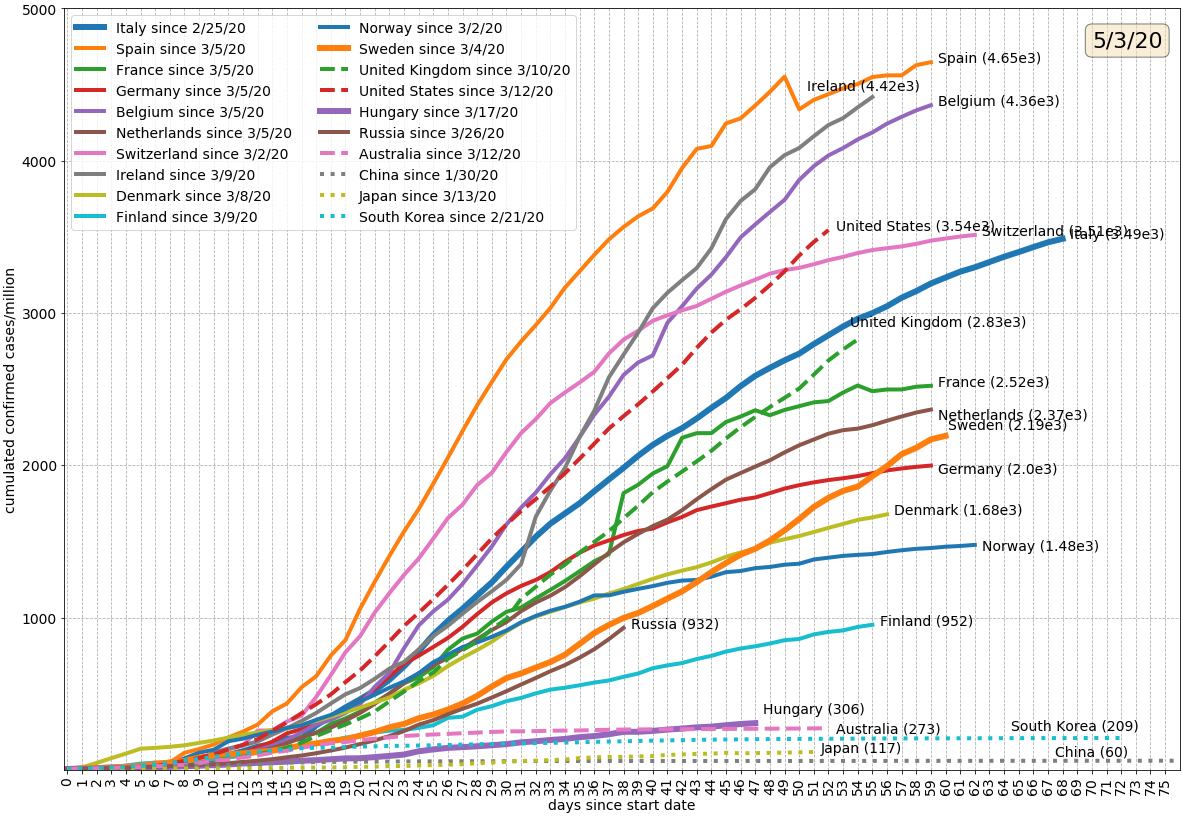 5000
4000
3000
2000
1000
cumulated confirmed cases/million
Italy since 2/25/20
Spain since 3/5/20
France since 3/5/20
Germany since 3/5/20
Belgium since 3/5/20
Netherlands since 3/5/20
Switzerland since 3/2/20
Ireland since 3/9/20
Denmark since 3/8/20
Finland since 3/9/20
Norway since 3/2/20
Sweden since 3/4/20
United Kingdom since 3/10/20
United States since 3/12/20
Hungary since 3/17/20
Russia since 3/26/20
Australia since 3/12/20
China since 1/30/20
Japan since 3/13/20
South Korea since 2/21/20
5/3/20
Spain (4.65e3)
Ireland (4.42e3)
Belgium (4.36e3)
United States (3.54e3)
Switzerland (3.51e3)
Italy (3.49e3)
United Kingdom (2.83e3)
France (2.52e3)
Netherlands (2.37e3)
Sweden (2.19e3)
Germany (2.0e3)
Denmark (1.68e3)
Norway (1.48e3)
Russia (932)
Finland (952)
Hungary (306)
Australia (273)
South Korea (209)
Japan (117)
China (60)
0 1 2 3 4 5 6 7 8 9 10 11 12 13 14 15 16 17 18 19 20 21 22 23 24 25 26 27 28 29 30 31 32 33 34 35 36 37 38 39 40 41 42 43 44 45 46 47 48 49 50 51 52 53 54 55 56 57 58 59 60 61 62 63 64 65 66 67 68 69 70 71 72 73 74 75
days since start date